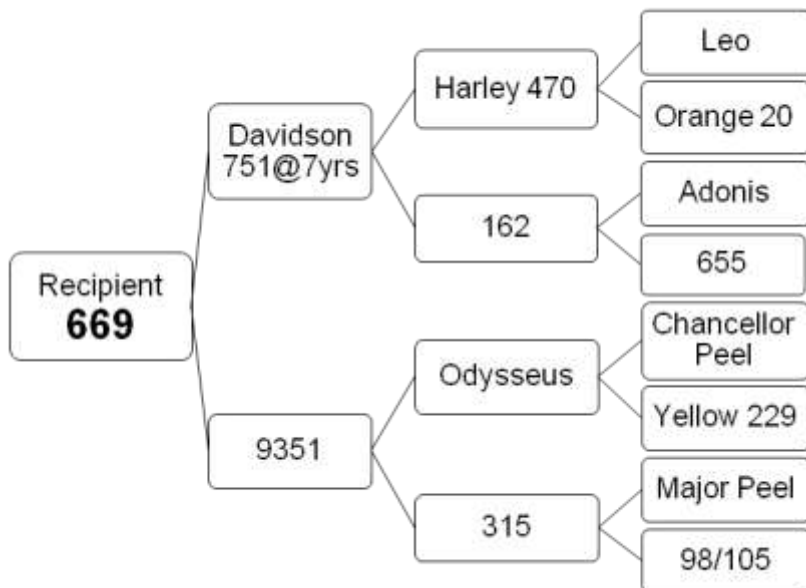 Leo
Harley 470
Orange 20
Davidson
751@7yrs
Adonis
162
655
Recipient
669
Chancellor
Peel
Odysseus
Yellow 229
9351
Major Peel
315
98/105